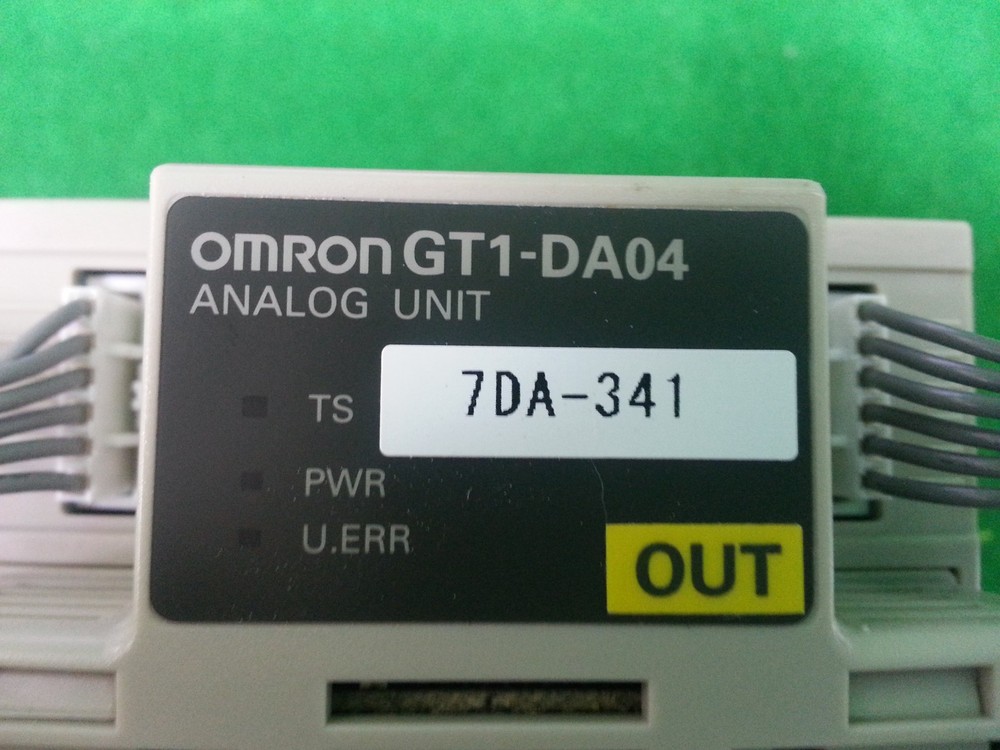 omron GT1-DA04
ANALOG UNIT
TS 7DA-341
PWR
U.ERR
OUT